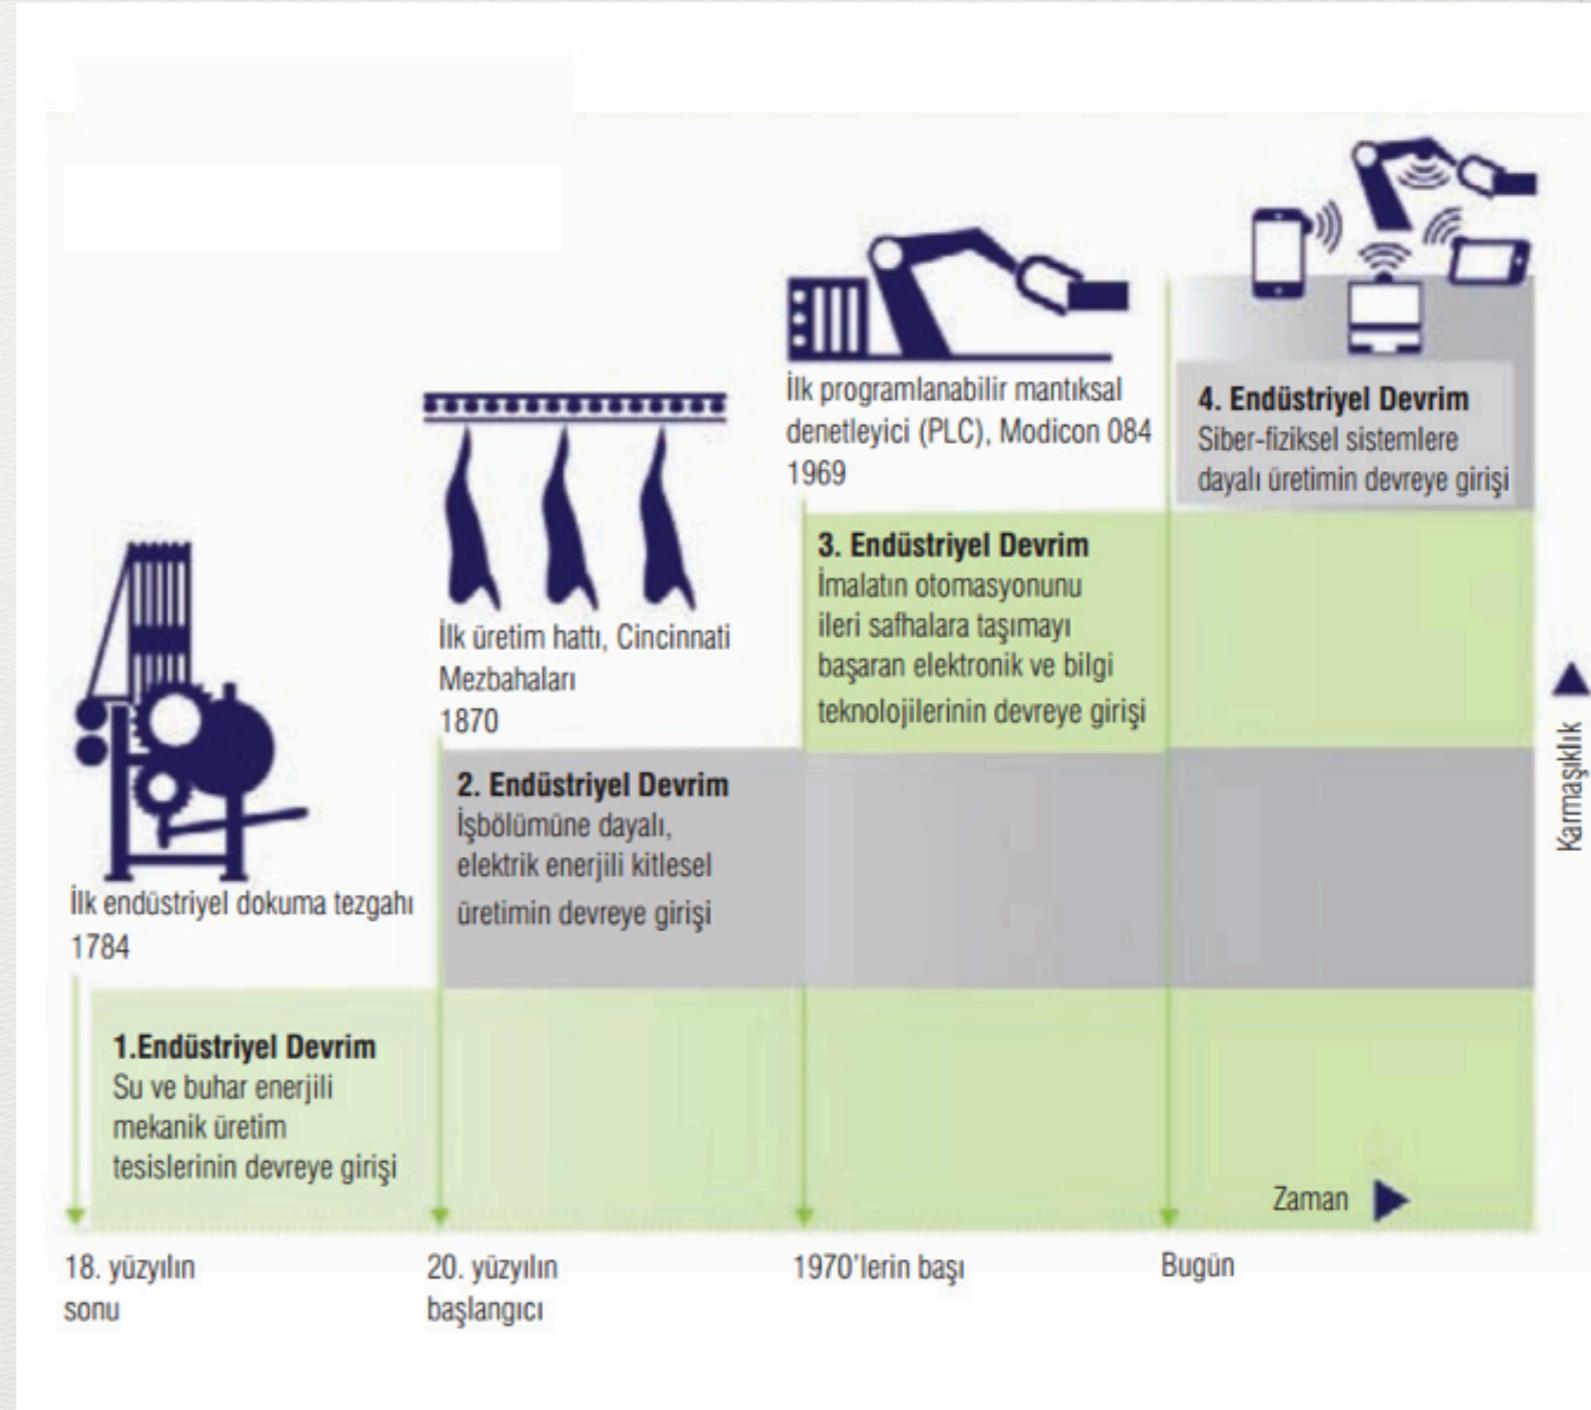 İlk endüstriyel dokuma tezgahı
1784
1.Endüstriyel Devrim
Su ve buhar enerjili
mekanik üretim
tesislerinin devreye girişi
İlk üretim hattı, Cincinnati
Mezbahaları
1870
2. Endüstriyel Devrim
İşbölümüne dayalı,
elektrik enerjili kitlesel
üretimin devreye girişi
İlk programlanabilir mantıksal
denetleyici (PLC), Modicon 084
1969
3. Endüstriyel Devrim
İmalatın otomasyonunu
ileri safhalara taşımayı
başaran elektronik ve bilgi
teknolojilerinin devreye girişi
4. Endüstriyel Devrim
Siber-fiziksel sistemlere
dayalı üretimin devreye girişi
Karmaşıklık
Zaman
18. yüzyılın
sonu
20. yüzyılın
başlangıcı
1970'lerin başı
Bugün